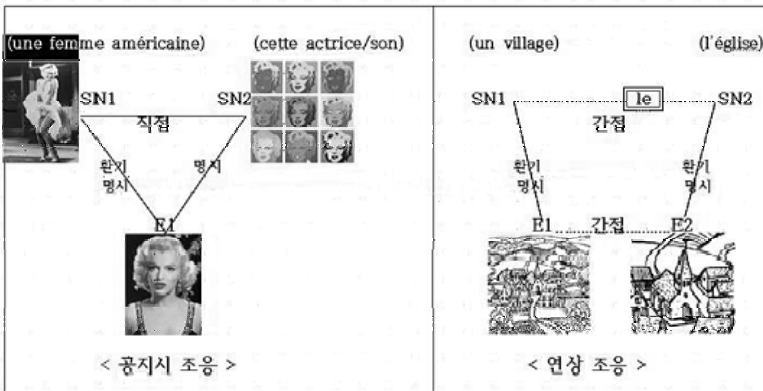 (une femme américaine) (cette actrice/son) (un village) (l'église)
SN1 SN2 SN1 le SN2
직접 간접
환기 명시 환기 환기
명시 명시 명시
E1 E1 간접 E2
< 공지시 조응 > < 연상 조응 >